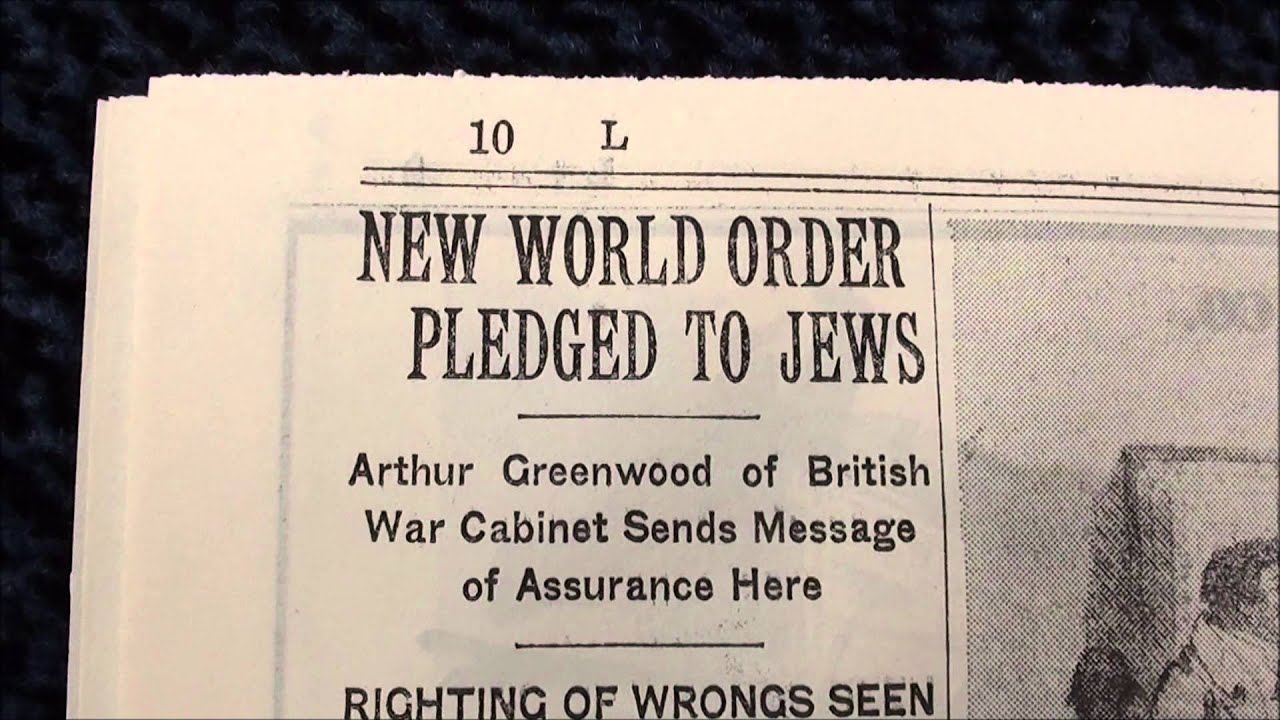 10 L
NEW WORLD ORDER
PLEDGED TO JEWS
Arthur Greenwood of British
War Cabinet Sends Message
of Assurance Here
RIGHTING OF WRONGS SEEN